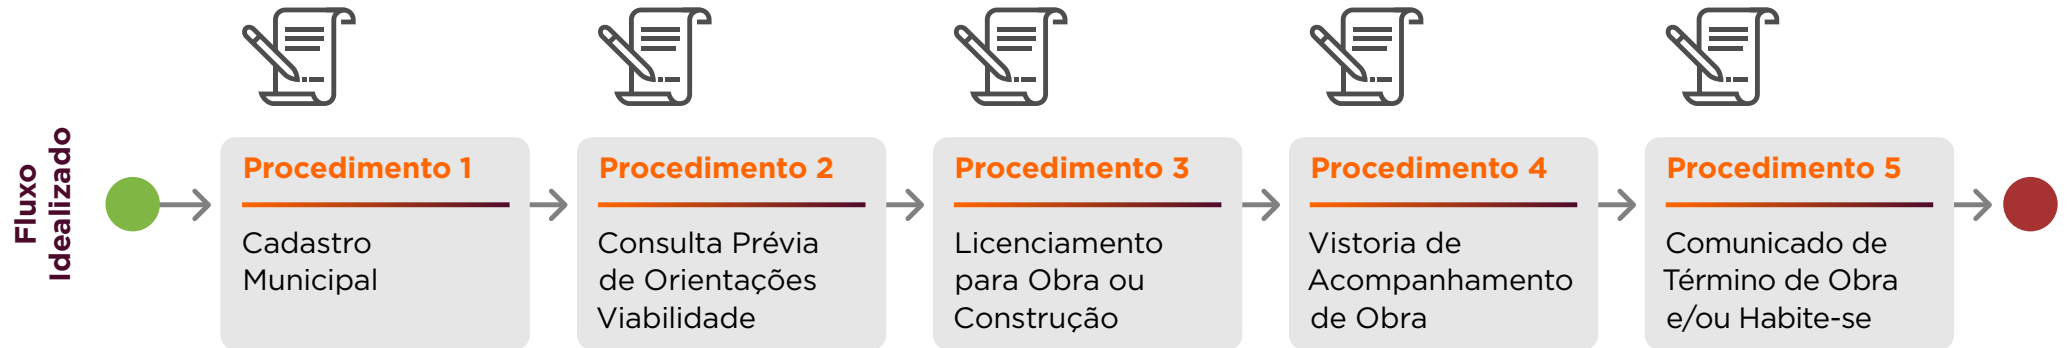 Fluxo
Idealizado
Procedimento 1
Cadastro
Municipal
Procedimento 2
Consulta Prévia
de Orientações
Viabilidade
Procedimento 3
Licenciamento
para Obra ou
Construção
Procedimento 4
Vistoria de
Acompanhamento
de Obra
Procedimento 5
Comunicado de
Término de Obra
e/ou Habite-se